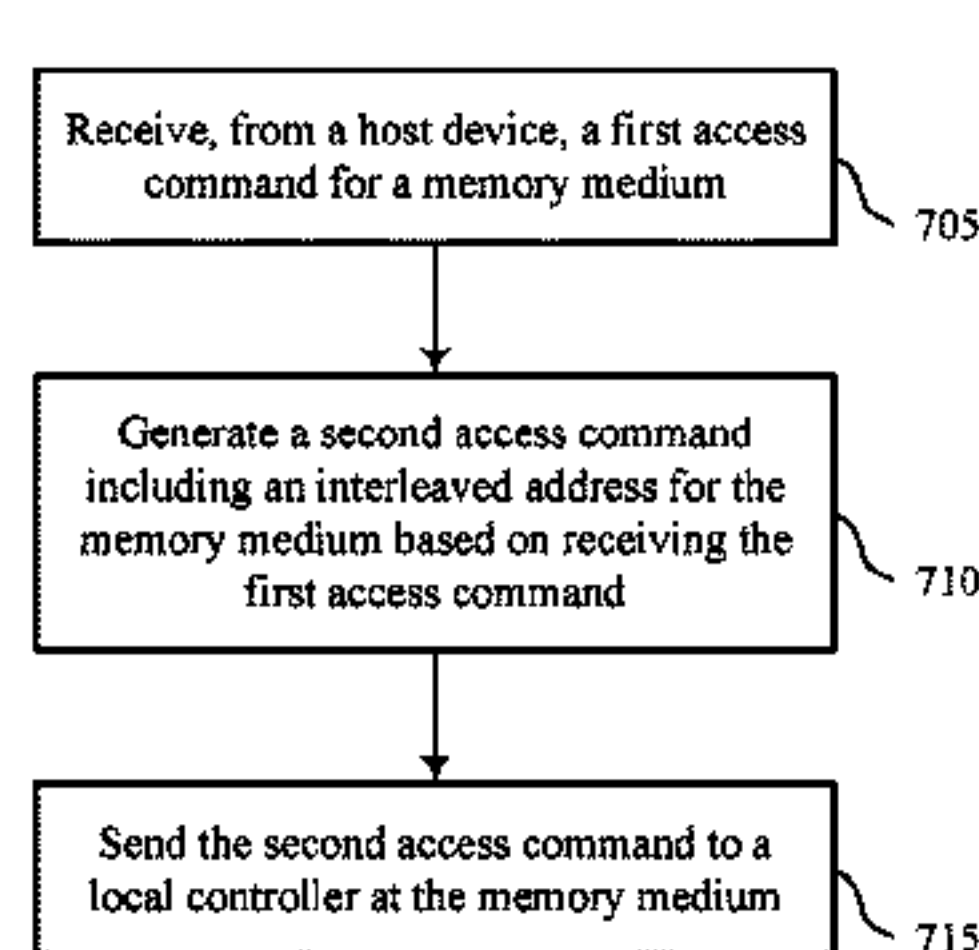 Receive, from a host device, a first access
command for a memory medium
705
Generate a second access command
including an interleaved address for the
memory medium based on receiving the
first access command
710
Send the second access command to a
local controller at the memory medium
715